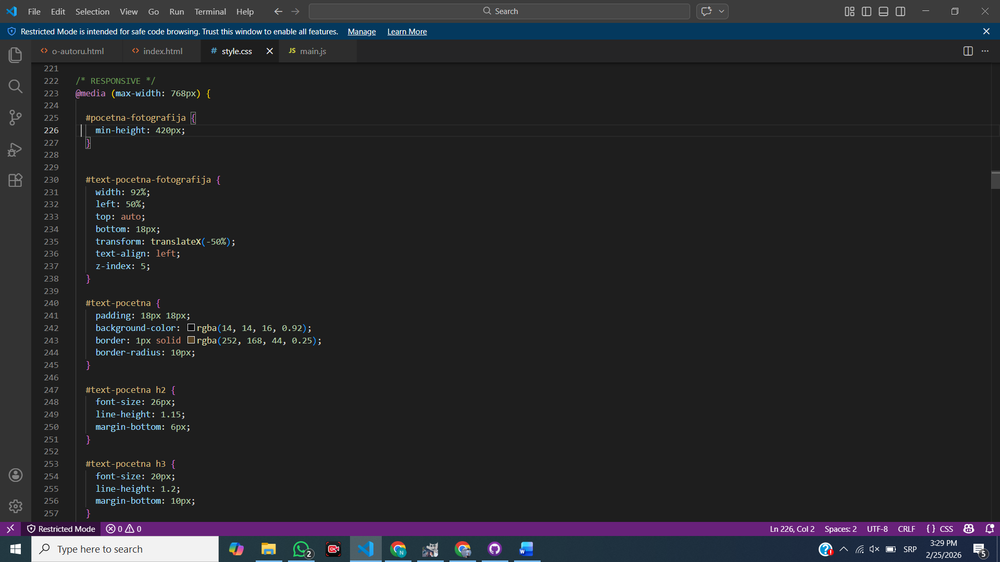 File Edit Selection View Go Run Terminal Help
Search
Restricted Mode is intended for safe code browsing. Trust this window to enable all features. Manage Learn More
<> o-autoru.html
<> index.html
# style.css
JS main.js
221
222 /* RESPONSIVE */
223 @media (max-width: 768px) {
224
225 #pocetna-fotografija {
226 min-height: 420px;
227 }
228
229
230 #text-pocetna-fotografija {
231 width: 92%;
232 left: 50%;
233 top: auto;
234 bottom: 18px;
235 transform: translateX(-50%);
236 text-align: left;
237 z-index: 5;
238 }
239
240 #text-pocetna {
241 padding: 18px 18px;
242 background-color: rgba(14, 14, 16, 0.92);
243 border: 1px solid rgba(252, 168, 44, 0.25);
244 border-radius: 10px;
245 }
246
247 #text-pocetna h2 {
248 font-size: 26px;
249 line-height: 1.15;
250 margin-bottom: 6px;
251 }
252
253 #text-pocetna h3 {
254 font-size: 20px;
255 line-height: 1.2;
256 margin-bottom: 10px;
257 }
Restricted Mode 0 0 Ln 226, Col 2 Spaces: 2 UTF-8 CRLF {} CSS
Type here to search
2
N
W
SRP
3:29 PM
2/25/2026
5